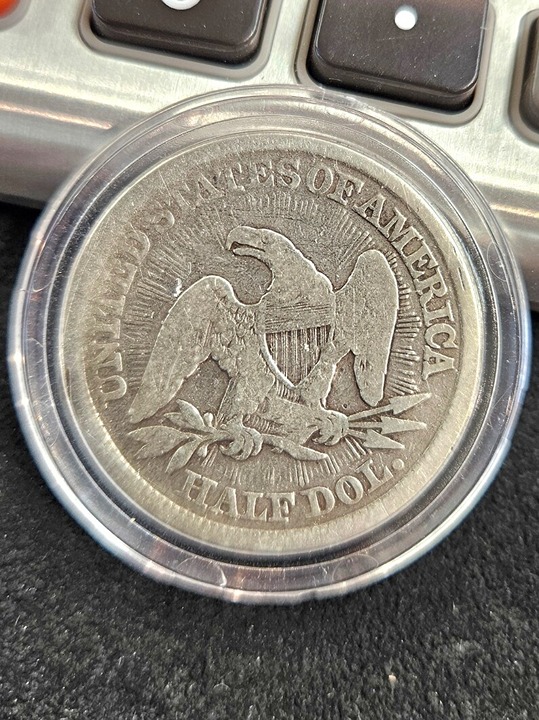 UNITED STATES OF AMERICA
HALF DOL.